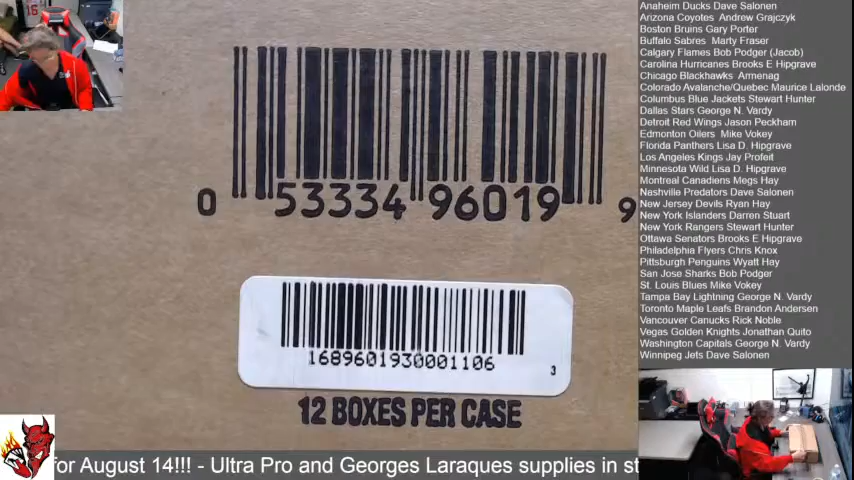 0 53334 96019 9
1689601930001106
3
12 BOXES PER CASE
for August 14!!! - Ultra Pro and Georges Laraques supplies in st
Anaheim Ducks Dave Salonen
Arizona Coyotes  Andrew Grajczyk
Boston Bruins Gary Porter
Buffalo Sabres  Marty Fraser
Calgary Flames Bob Podger (Jacob)
Carolina Hurricanes Brooks E Hipgrave
Chicago Blackhawks  Armenag
Colorado Avalanche/Quebec Maurice Lalonde
Columbus Blue Jackets Stewart Hunter
Dallas Stars George N. Vardy
Detroit Red Wings Jason Peckham
Edmonton Oilers  Mike Vokey
Florida Panthers Lisa D. Hipgrave
Los Angeles Kings Jay Profeit
Minnesota Wild Lisa D. Hipgrave
Montreal Canadiens Megs Hay
Nashville Predators Dave Salonen
New Jersey Devils Ryan Hay
New York Islanders Darren Stuart
New York Rangers Stewart Hunter
Ottawa Senators Brooks E Hipgrave
Philadelphia Flyers Chris Knox
Pittsburgh Penguins Wyatt Hay
San Jose Sharks Bob Podger
St. Louis Blues Mike Vokey
Tampa Bay Lightning George N. Vardy
Toronto Maple Leafs Brandon Andersen
Vancouver Canucks Rick Noble
Vegas Golden Knights Jonathan Quito
Washington Capitals George N. Vardy
Winnipeg Jets Dave Salonen